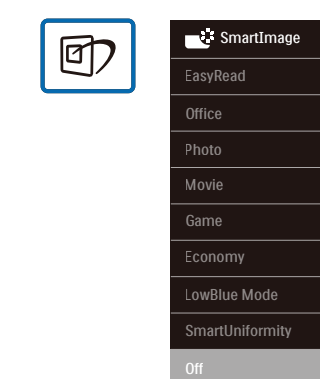 SmartImage
EasyRead
Office
Photo
Movie
Game
Economy
LowBlue Mode
SmartUniformity
Off